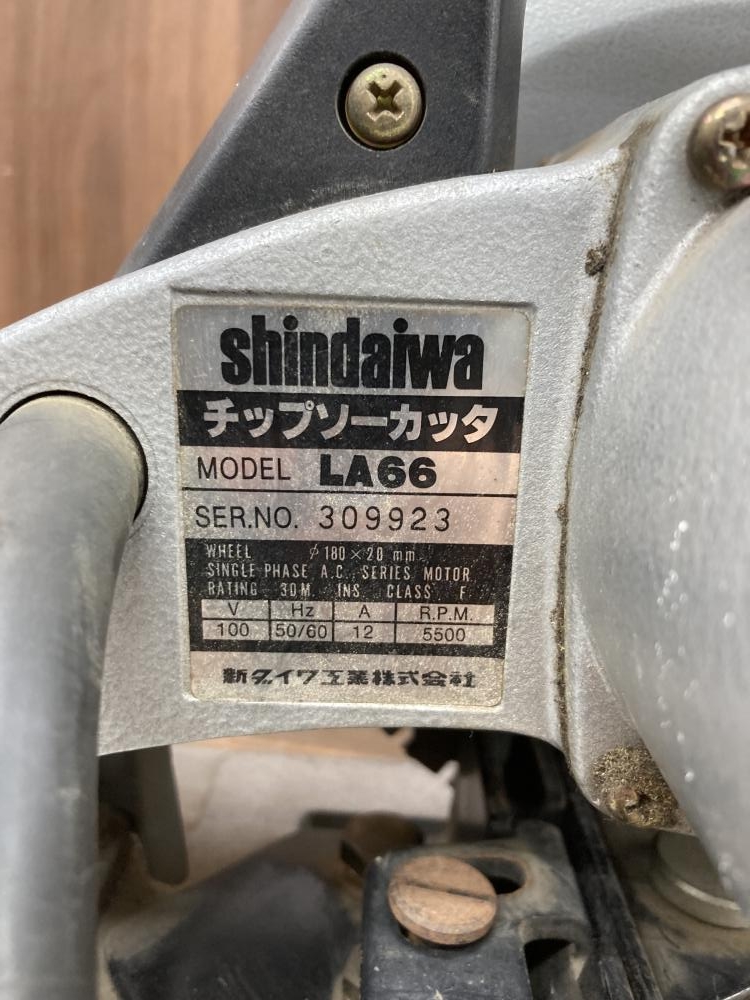 shindaiwa
チップソーカッタ
MODEL LA66
SER.NO. 309923
WHEEL φ180×20 mm
SINGLE PHASE A.C. SERIES MOTOR
RATING 30M. INS. CLASS F
V Hz A R.P.M.
100 50/60 12 5500
新ダイワ工業株式会社